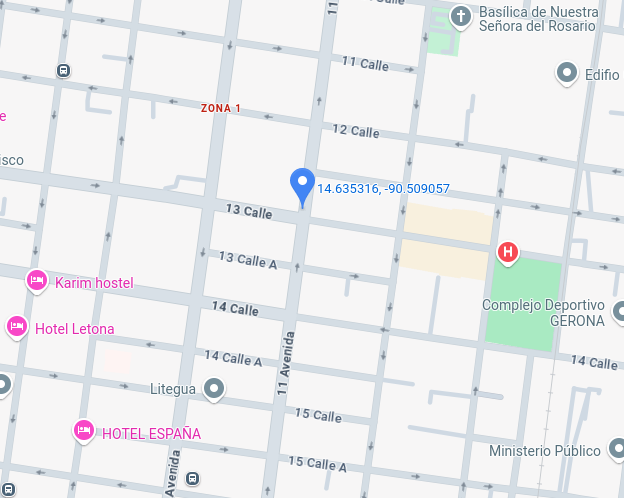 Calle
11
Basílica de Nuestra
Señora del Rosario
11 Calle
Edifio
ZONA 1
e
12 Calle
isco
14.635316, -90.509057
13 Calle
13 Calle A
H
Karim hostel
14 Calle
Complejo Deportivo
GERONA
Hotel Letona
14 Calle A
14 Calle
11 Avenida
Litegua
15 Calle
HOTEL ESPAÑA
Ministerio Público
15 Calle A
Avenida